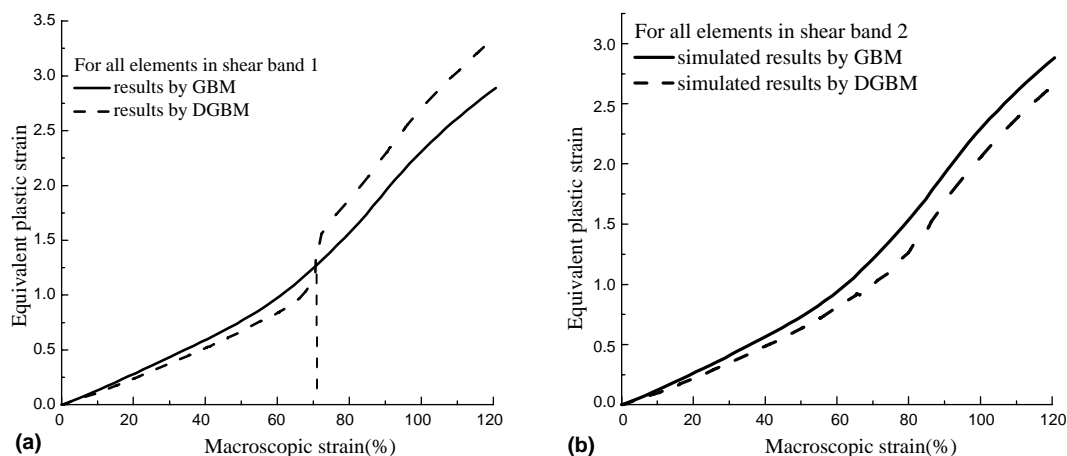 For all elements in shear band 1
results by GBM
results by DGBM
Equivalent plastic strain
3.5
3.0
2.5
2.0
1.5
1.0
0.5
0.0
0 20 40 60 80 100 120
Macroscopic strain(%)
(a)
For all elements in shear band 2
simulated results by GBM
simulated results by DGBM
Equivalent plastic strain
3.0
2.5
2.0
1.5
1.0
0.5
0.0
0 20 40 60 80 100 120
Macroscopic strain(%)
(b)